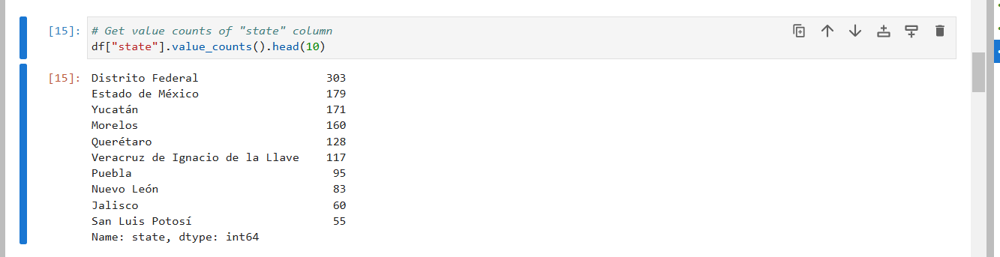 [15]: # Get value counts of "state" column
df["state"].value_counts().head(10)
[15]: Distrito Federal 303
Estado de México 179
Yucatán 171
Morelos 160
Querétaro 128
Veracruz de Ignacio de la Llave 117
Puebla 95
Nuevo León 83
Jalisco 60
San Luis Potosí 55
Name: state, dtype: int64